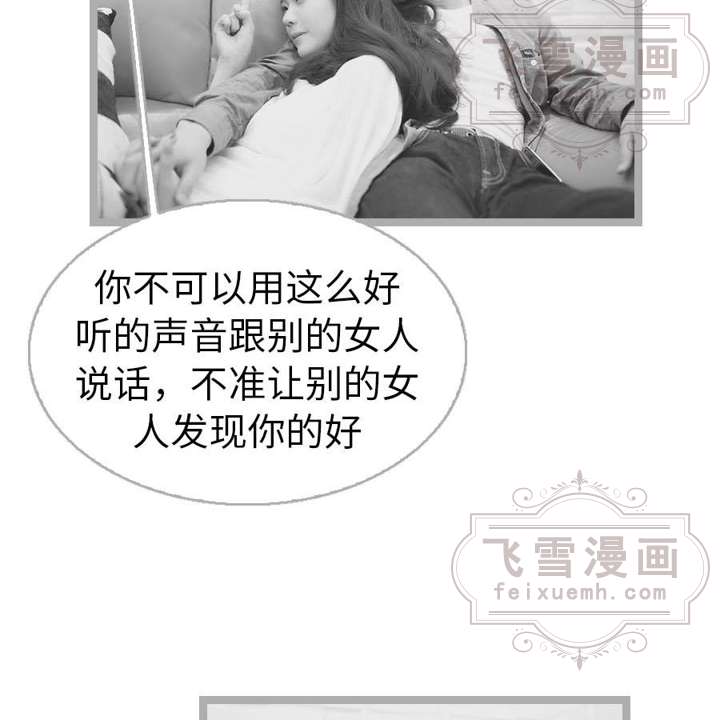 飞雪漫画
feixuemh.com
你不可以用这么好
听的声音跟别的女人
说话，不准让别的女
人发现你的好
飞雪漫画
feixuemh.com